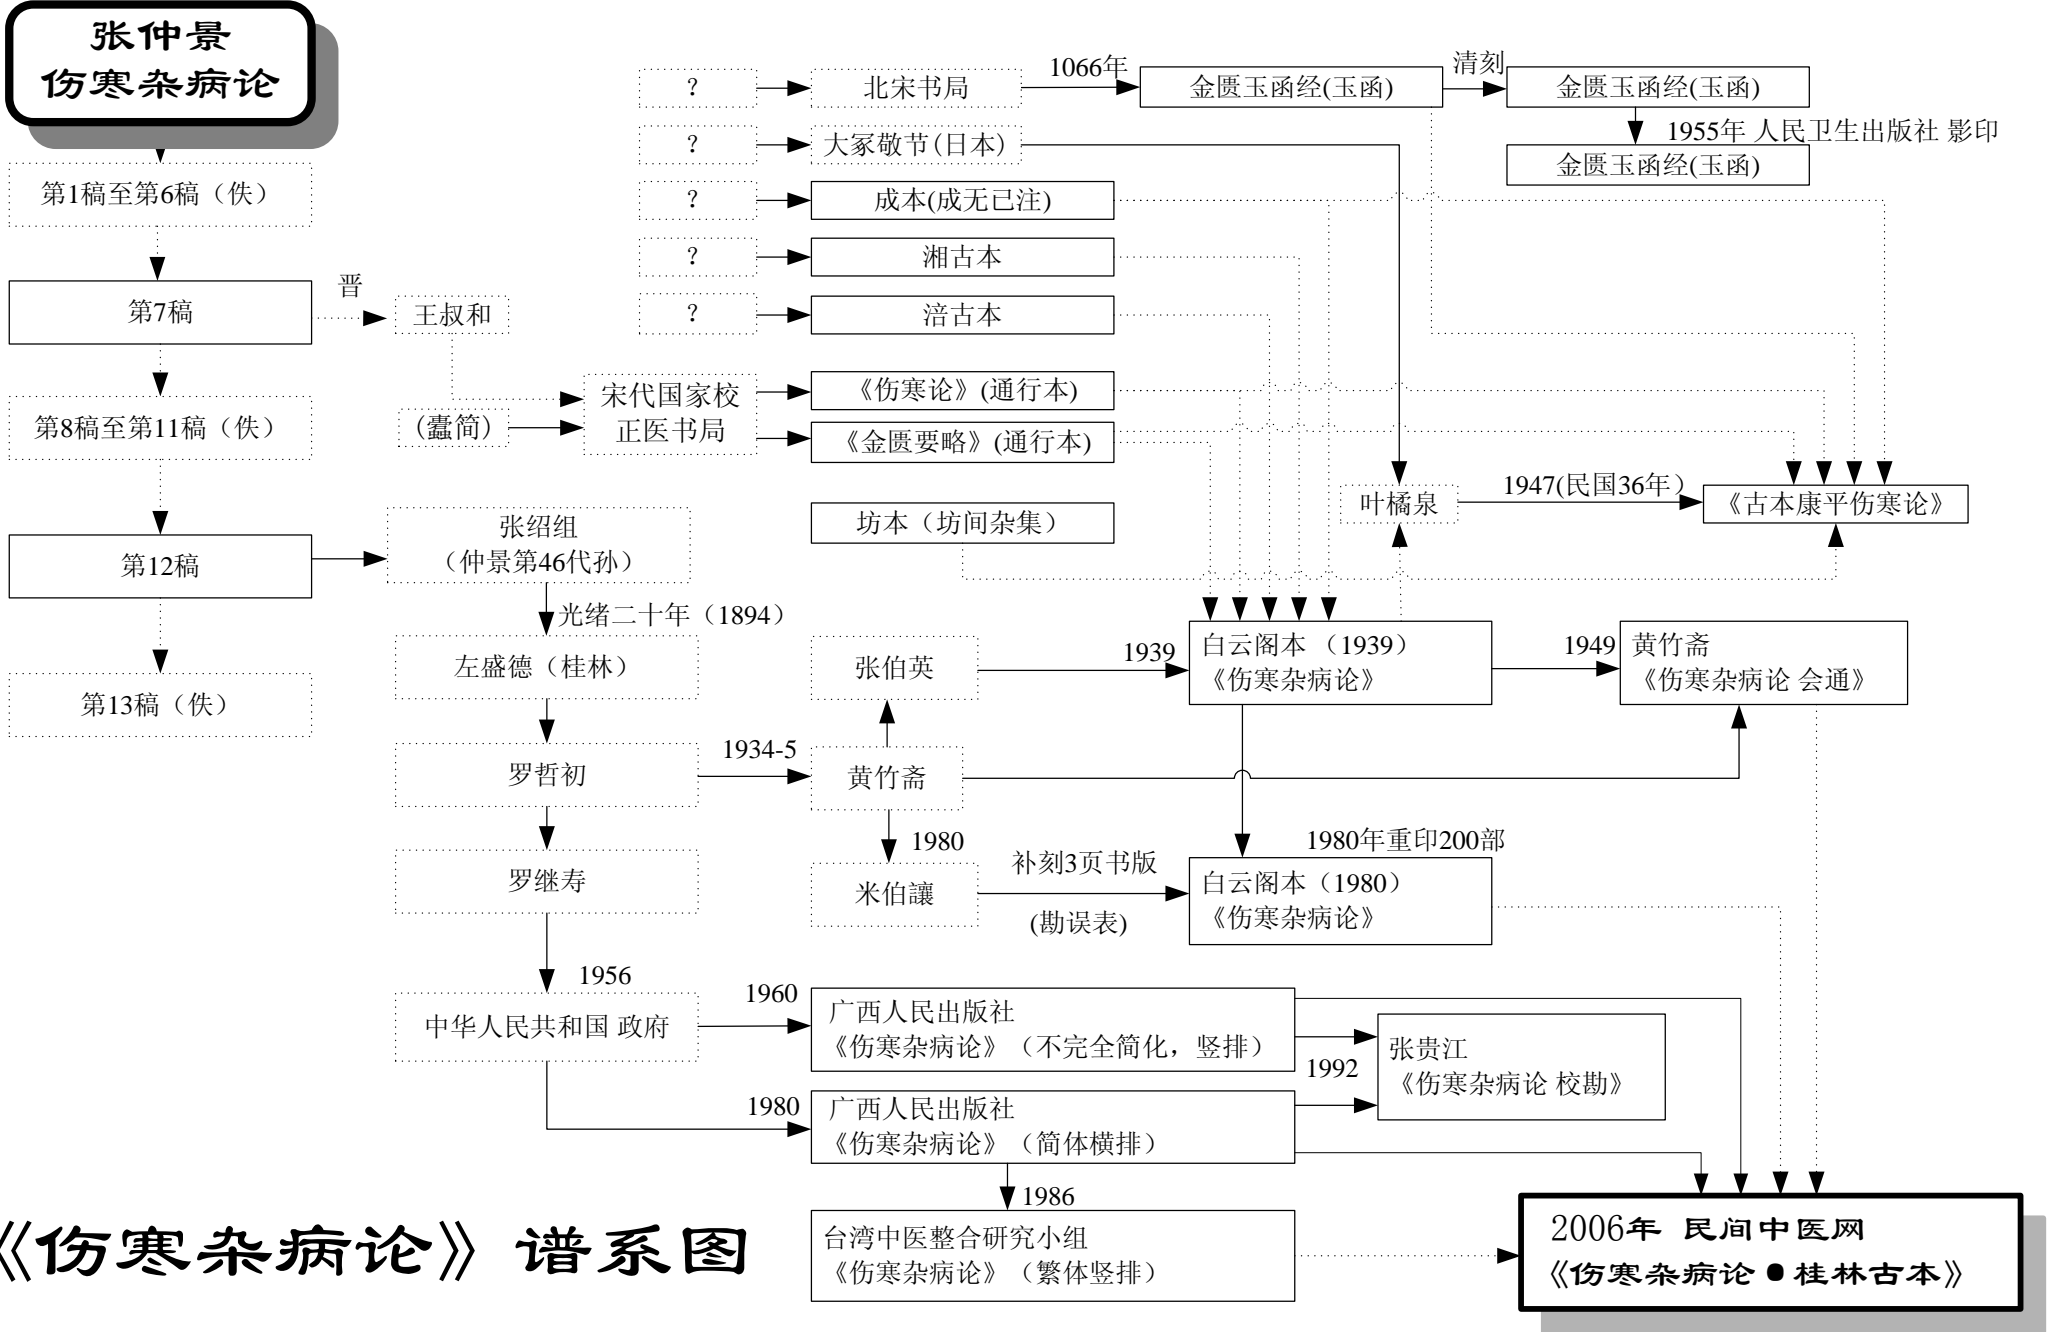 张仲景
伤寒杂病论
第1稿至第6稿（佚）
第7稿
第8稿至第11稿（佚）
第12稿
第13稿（佚）
晋
王叔和
(蠹简)
宋代国家校
正医书局
?
北宋书局
1066年
金匮玉函经(玉函)
清刻
金匮玉函经(玉函)
1955年 人民卫生出版社 影印
金匮玉函经(玉函)
?
大冢敬节(日本)
?
成本(成无已注)
?
湘古本
?
涪古本
《伤寒论》(通行本)
《金匮要略》(通行本)
坊本（坊间杂集）
叶橘泉
1947(民国36年）
《古本康平伤寒论》
张绍组
（仲景第46代孙）
光绪二十年（1894）
左盛德（桂林）
罗哲初
1934-5
罗继寿
1956
中华人民共和国 政府
张伯英
1939
白云阁本 （1939）
《伤寒杂病论》
1949
黄竹斋
《伤寒杂病论 会通》
黄竹斋
1980
米伯讓
补刻3页书版
(勘误表)
1980年重印200部
白云阁本（1980）
《伤寒杂病论》
1960
广西人民出版社
《伤寒杂病论》（不完全简化，竖排）
1992
张贵江
《伤寒杂病论 校勘》
1980
广西人民出版社
《伤寒杂病论》（简体横排）
1986
台湾中医整合研究小组
《伤寒杂病论》（繁体竖排）
2006年 民间中医网
《伤寒杂病论●桂林古本》
《伤寒杂病论》谱系图